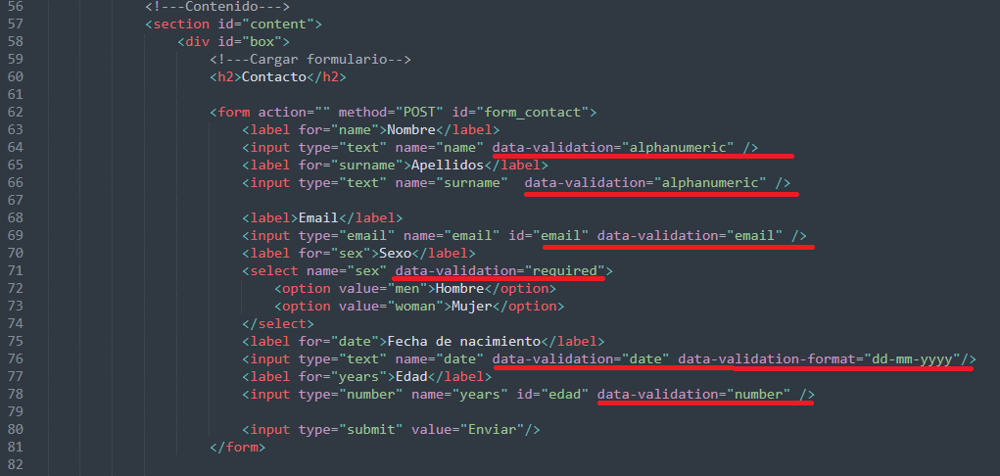 56 <!---Contenido--->
57 <section id="content">
58 <div id="box">
59 <!---Cargar formulario-->
60 <h2>Contacto</h2>
61
62 <form action="" method="POST" id="form_contact">
63 <label for="name">Nombre</label>
64 <input type="text" name="name" data-validation="alphanumeric" />
65 <label for="surname">Apellidos</label>
66 <input type="text" name="surname"  data-validation="alphanumeric" />
67
68 <label>Email</label>
69 <input type="email" name="email" id="email" data-validation="email" />
70 <label for="sex">Sexo</label>
71 <select name="sex" data-validation="required">
72 <option value="men">Hombre</option>
73 <option value="woman">Mujer</option>
74 </select>
75 <label for="date">Fecha de nacimiento</label>
76 <input type="text" name="date" data-validation="date" data-validation-format="dd-mm-yyyy"/>
77 <label for="years">Edad</label>
78 <input type="number" name="years" id="edad" data-validation="number" />
79
80 <input type="submit" value="Enviar"/>
81 </form>
82